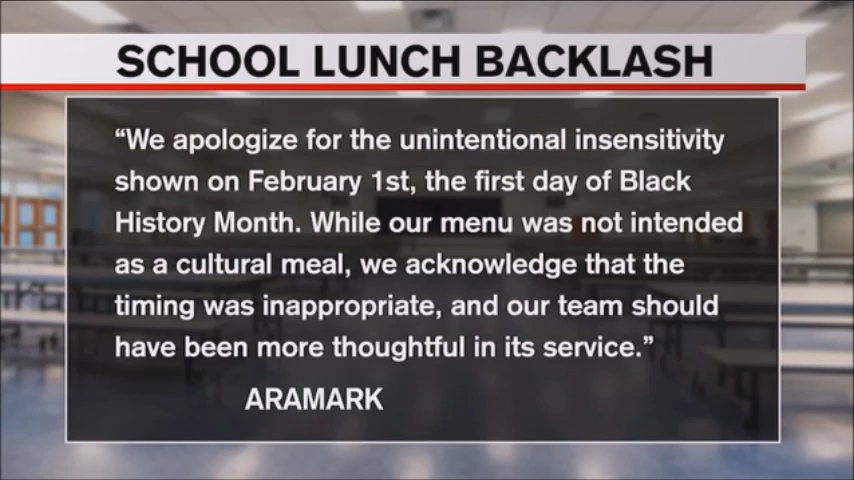 SCHOOL LUNCH BACKLASH
“We apologize for the unintentional insensitivity
shown on February 1st, the first day of Black
History Month. While our menu was not intended
as a cultural meal, we acknowledge that the
timing was inappropriate, and our team should
have been more thoughtful in its service.”
ARAMARK